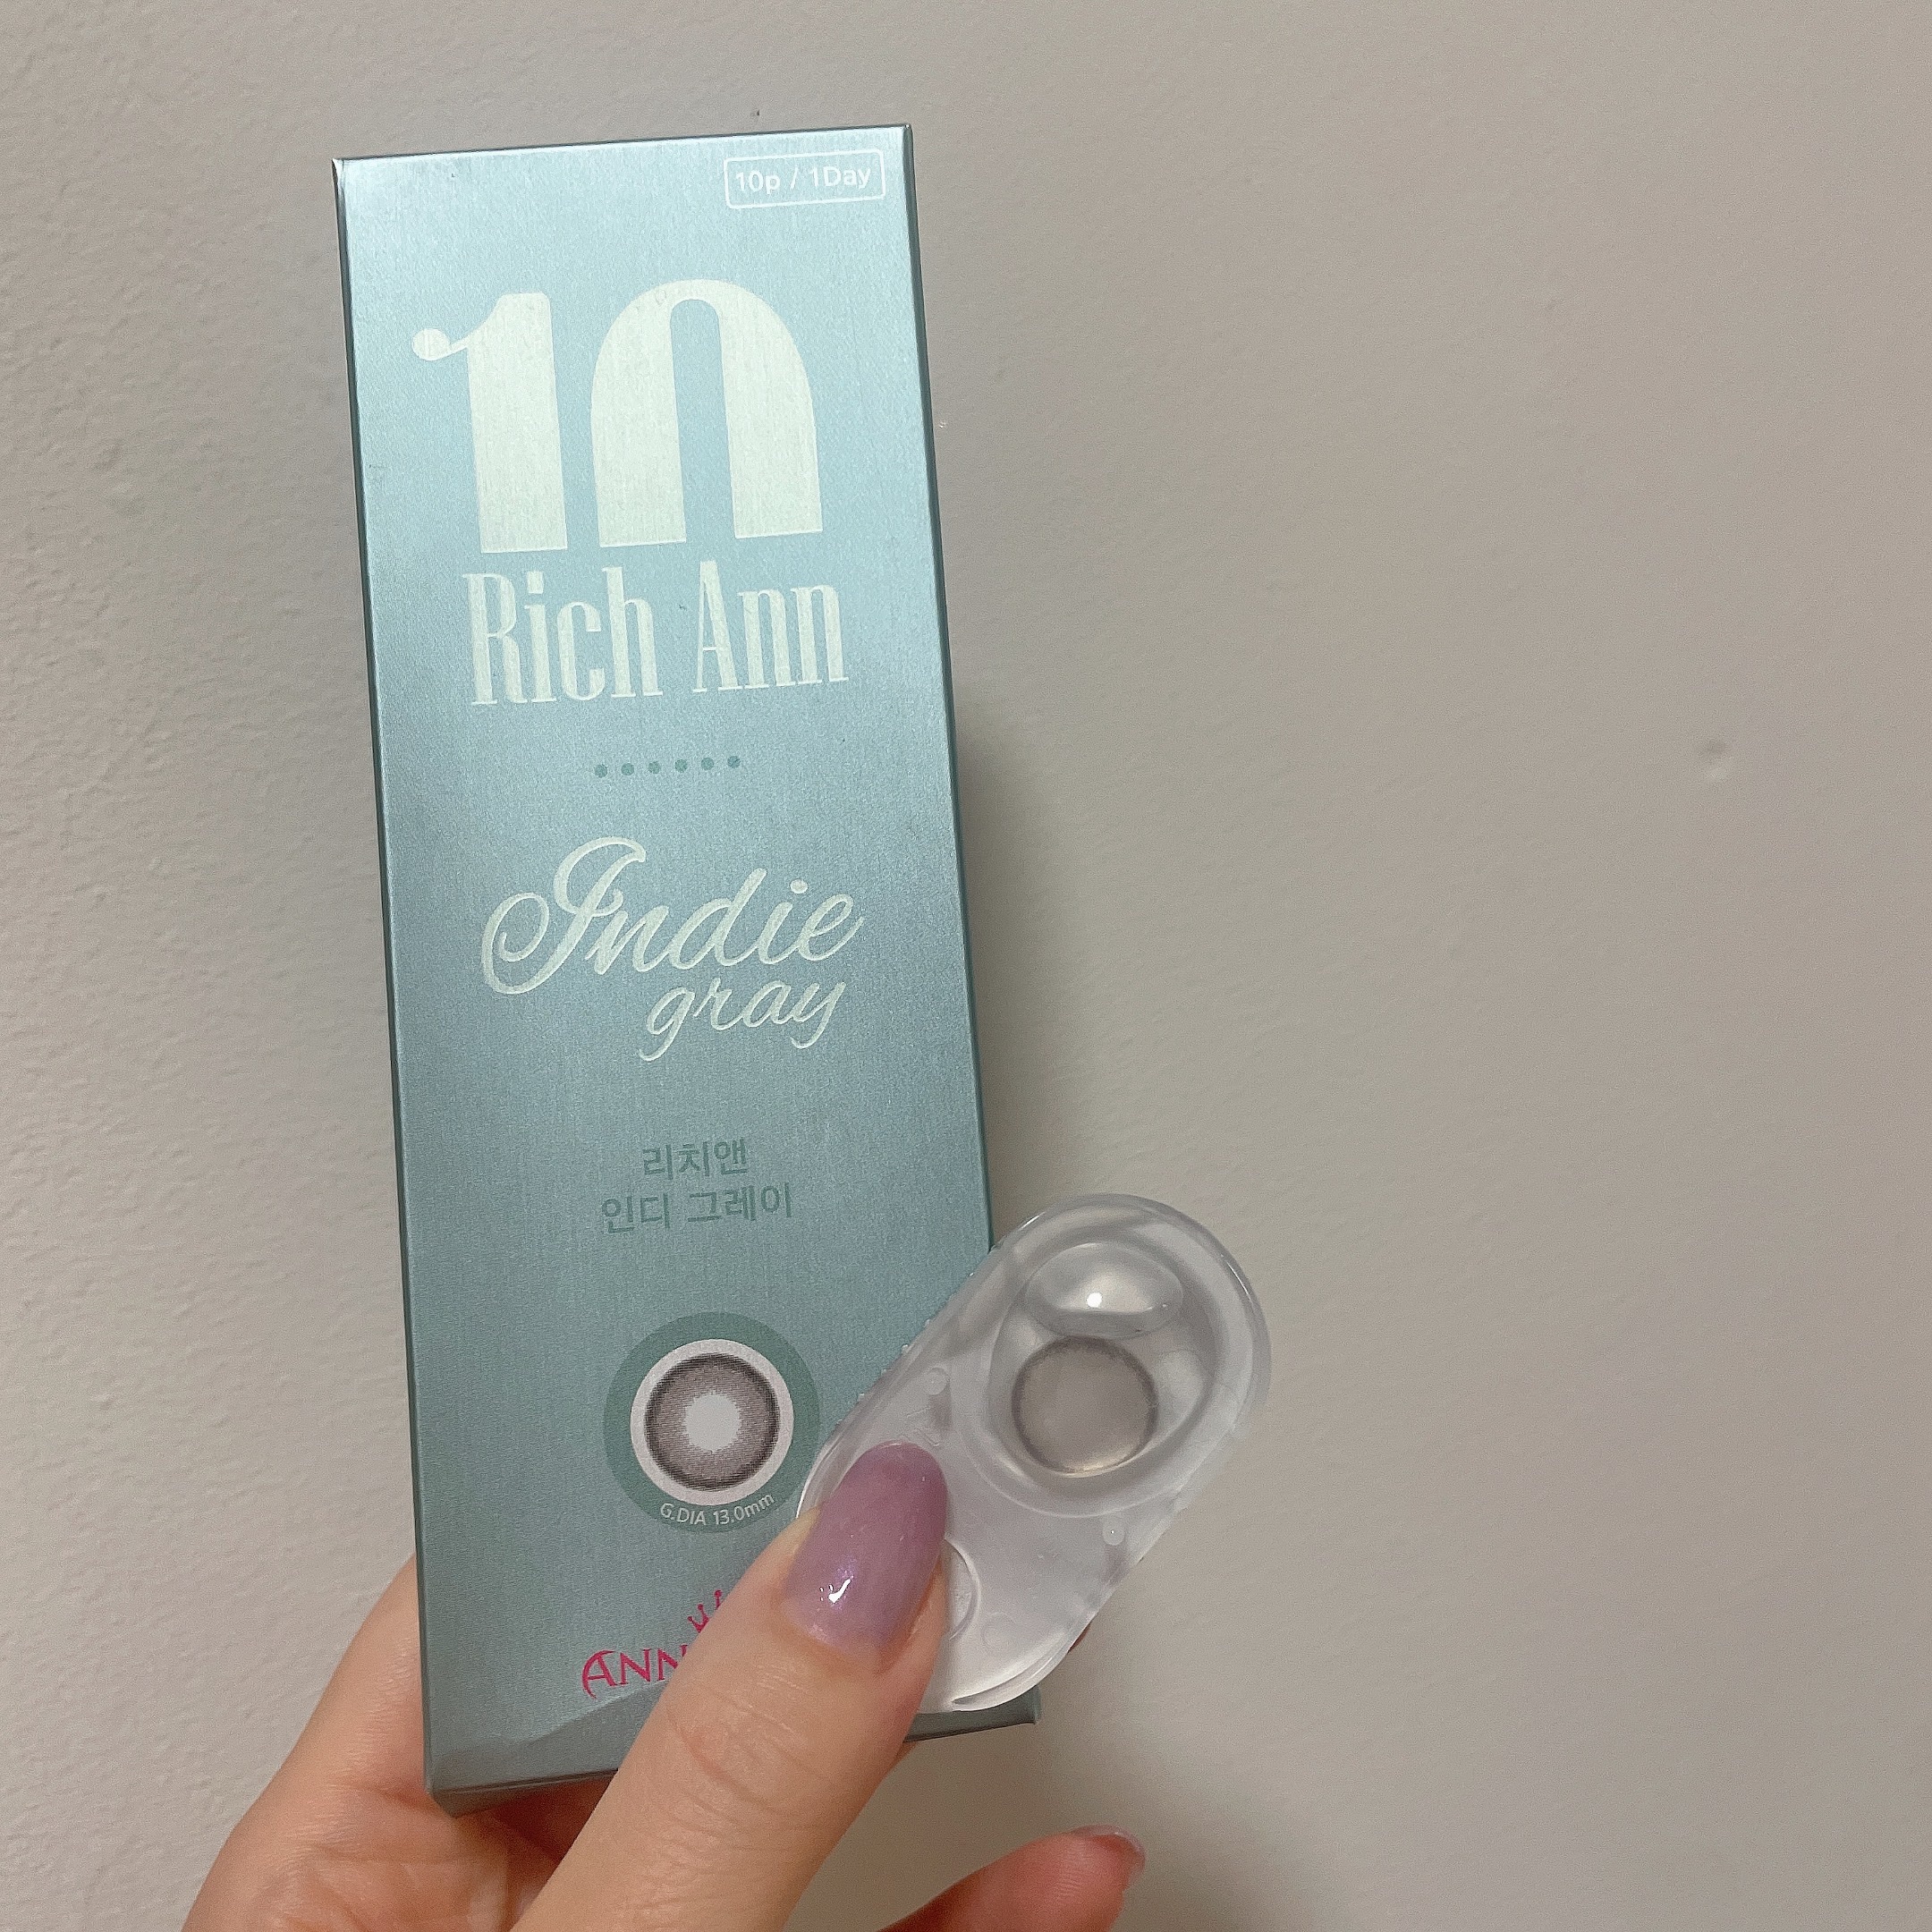 10p / 1Day
10
Rich Ann
Indie
gray
리치앤
인디 그레이
G.DIA 13.0mm